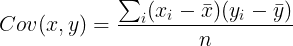 Cov(x, y) = \frac{\sum_i (x_i - \bar{x})(y_i - \bar{y})}{n}